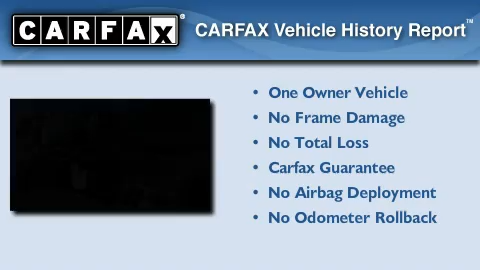 CARFAX® CARFAX Vehicle History Report™
• One Owner Vehicle
• No Frame Damage
• No Total Loss
• Carfax Guarantee
• No Airbag Deployment
• No Odometer Rollback